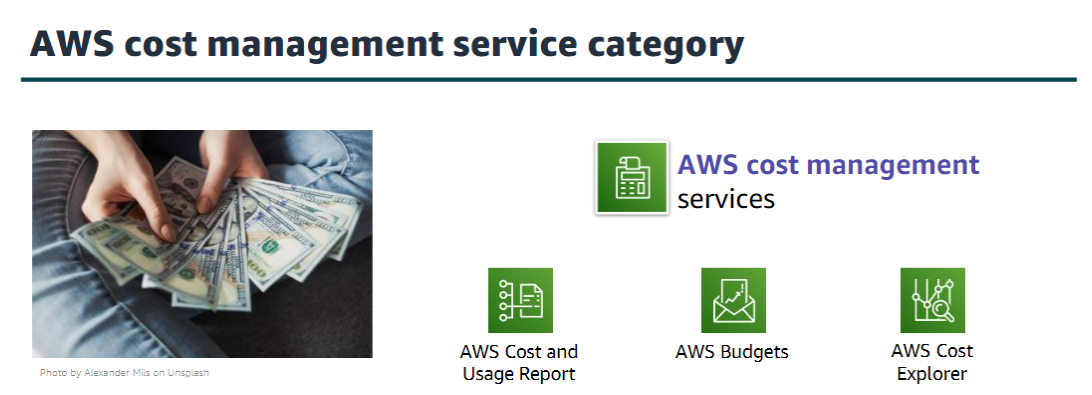 AWS cost management service category
AWS cost management
services
AWS Cost and
Usage Report
AWS Budgets
AWS Cost
Explorer
Photo by Alexander Mils on Unsplash